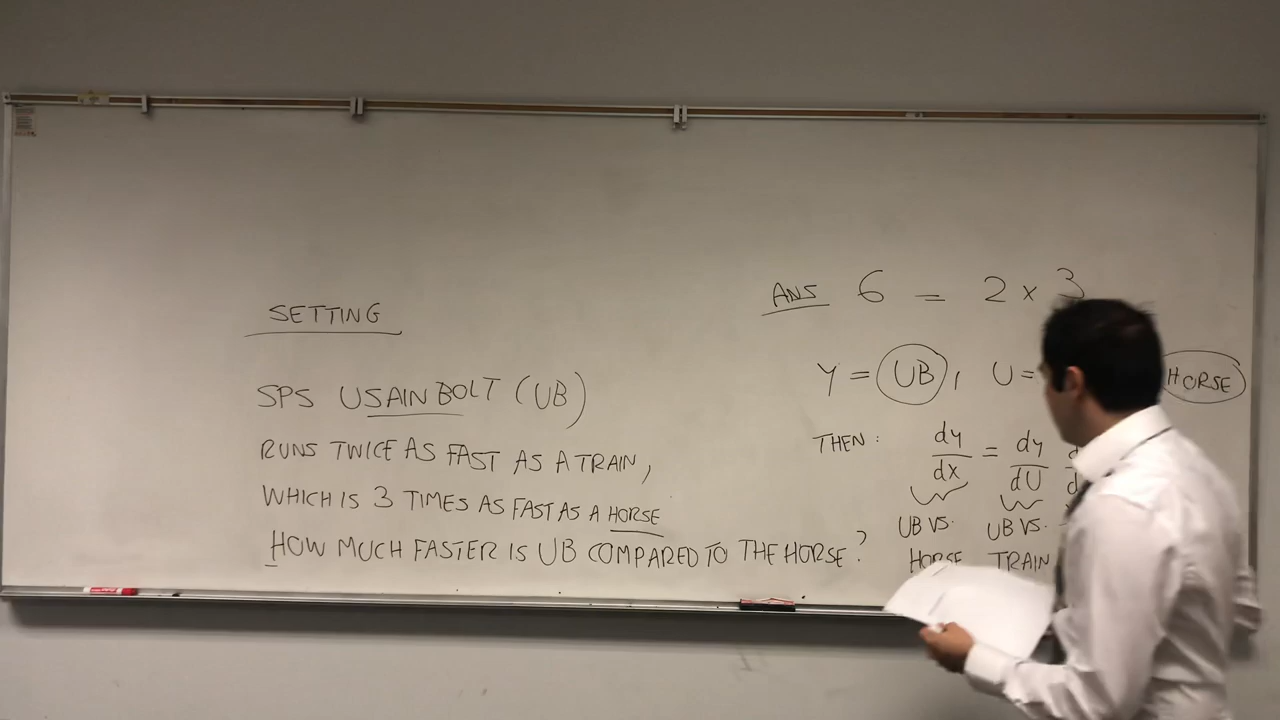 SETTING
SPS USAIN BOLT (UB)
RUNS TWICE AS FAST AS A TRAIN,
WHICH IS 3 TIMES AS FAST AS A HORSE
HOW MUCH FASTER IS UB COMPARED TO THE HORSE?
ANS 6 = 2 x 3
Y = UB, U = HORSE
THEN: dy/dx = dy/dU
UB VS. UB VS.
HORSE TRAIN